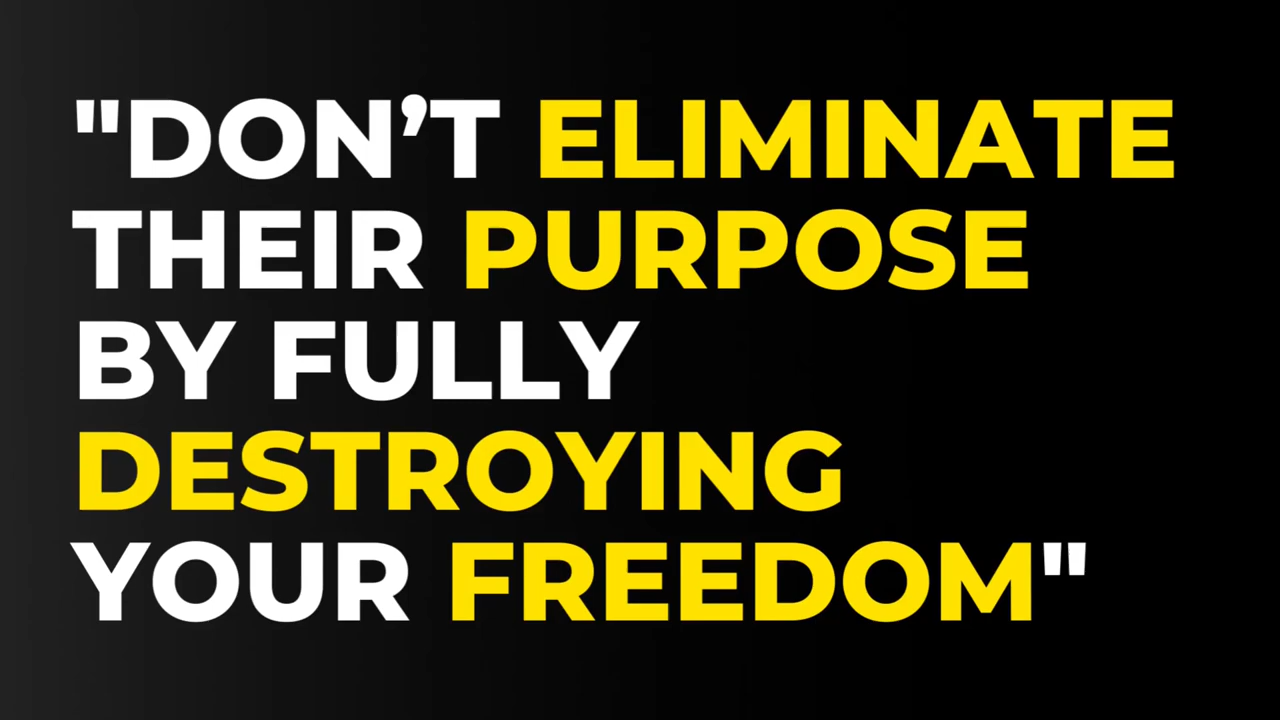 "DON’T ELIMINATE
THEIR PURPOSE
BY FULLY
DESTROYING
YOUR FREEDOM"